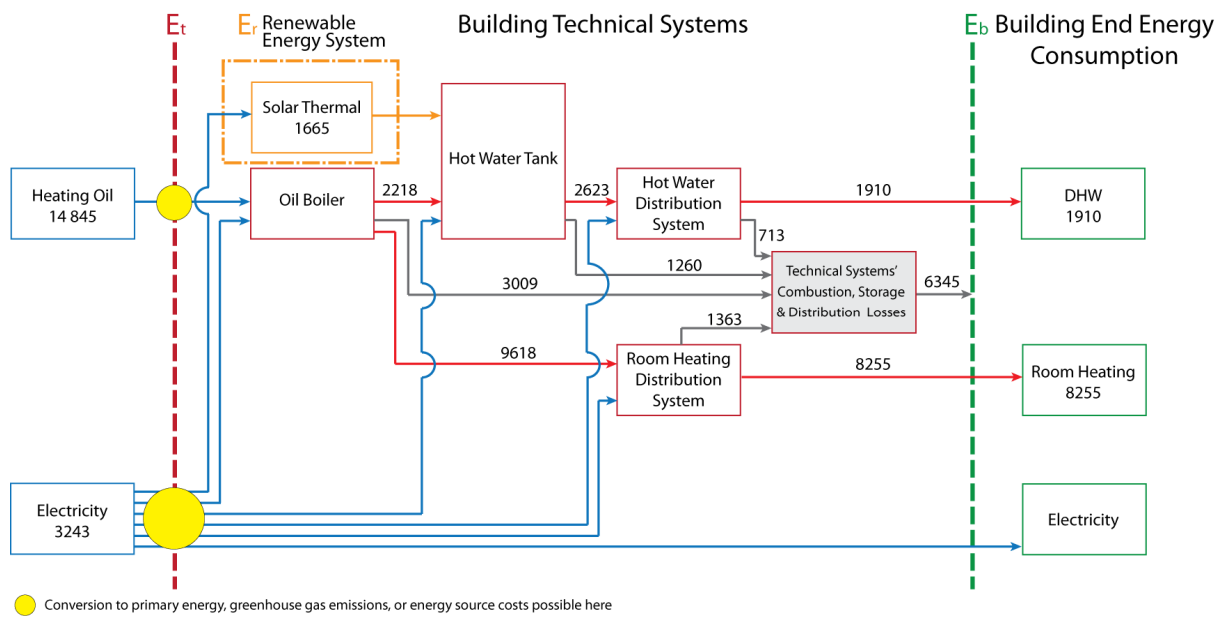 Et
Er Renewable
Energy System
Building Technical Systems
Eb Building End Energy
Consumption
Solar Thermal
1665
Hot Water Tank
Heating Oil
14 845
Oil Boiler
2218
2623
Hot Water
Distribution
System
1910
DHW
1910
713
1260
3009
Technical Systems'
Combustion, Storage
& Distribution Losses
6345
1363
9618
Room Heating
Distribution
System
8255
Room Heating
8255
Electricity
3243
Electricity
Conversion to primary energy, greenhouse gas emissions, or energy source costs possible here